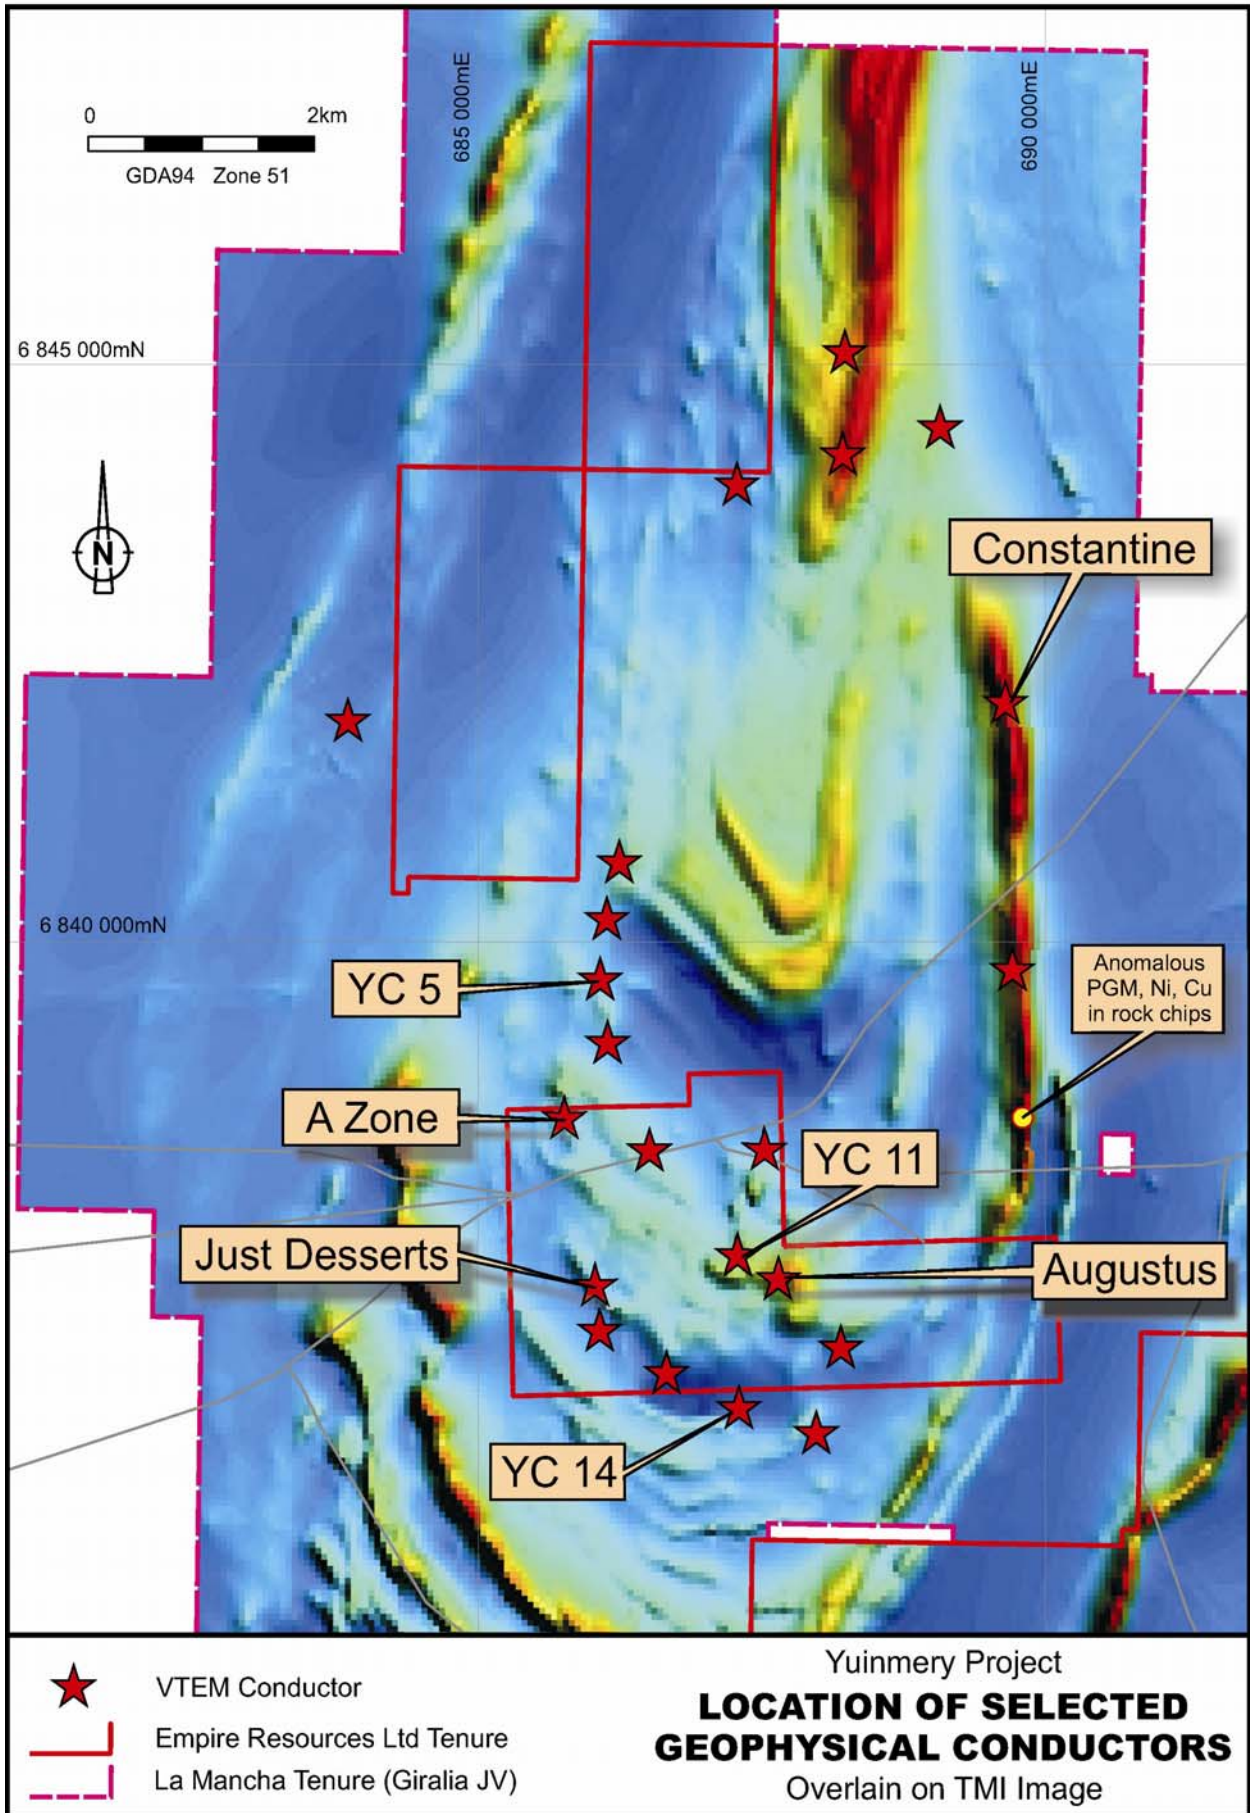 0 2km
GDA94 Zone 51
685 000mE
690 000mE
6 845 000mN
N
Constantine
6 840 000mN
YC 5
Anomalous
PGM, Ni, Cu
in rock chips
A Zone
YC 11
Just Desserts
Augustus
YC 14
VTEM Conductor
Empire Resources Ltd Tenure
La Mancha Tenure (Giralia JV)
Yuinmery Project
LOCATION OF SELECTED
GEOPHYSICAL CONDUCTORS
Overlain on TMI Image